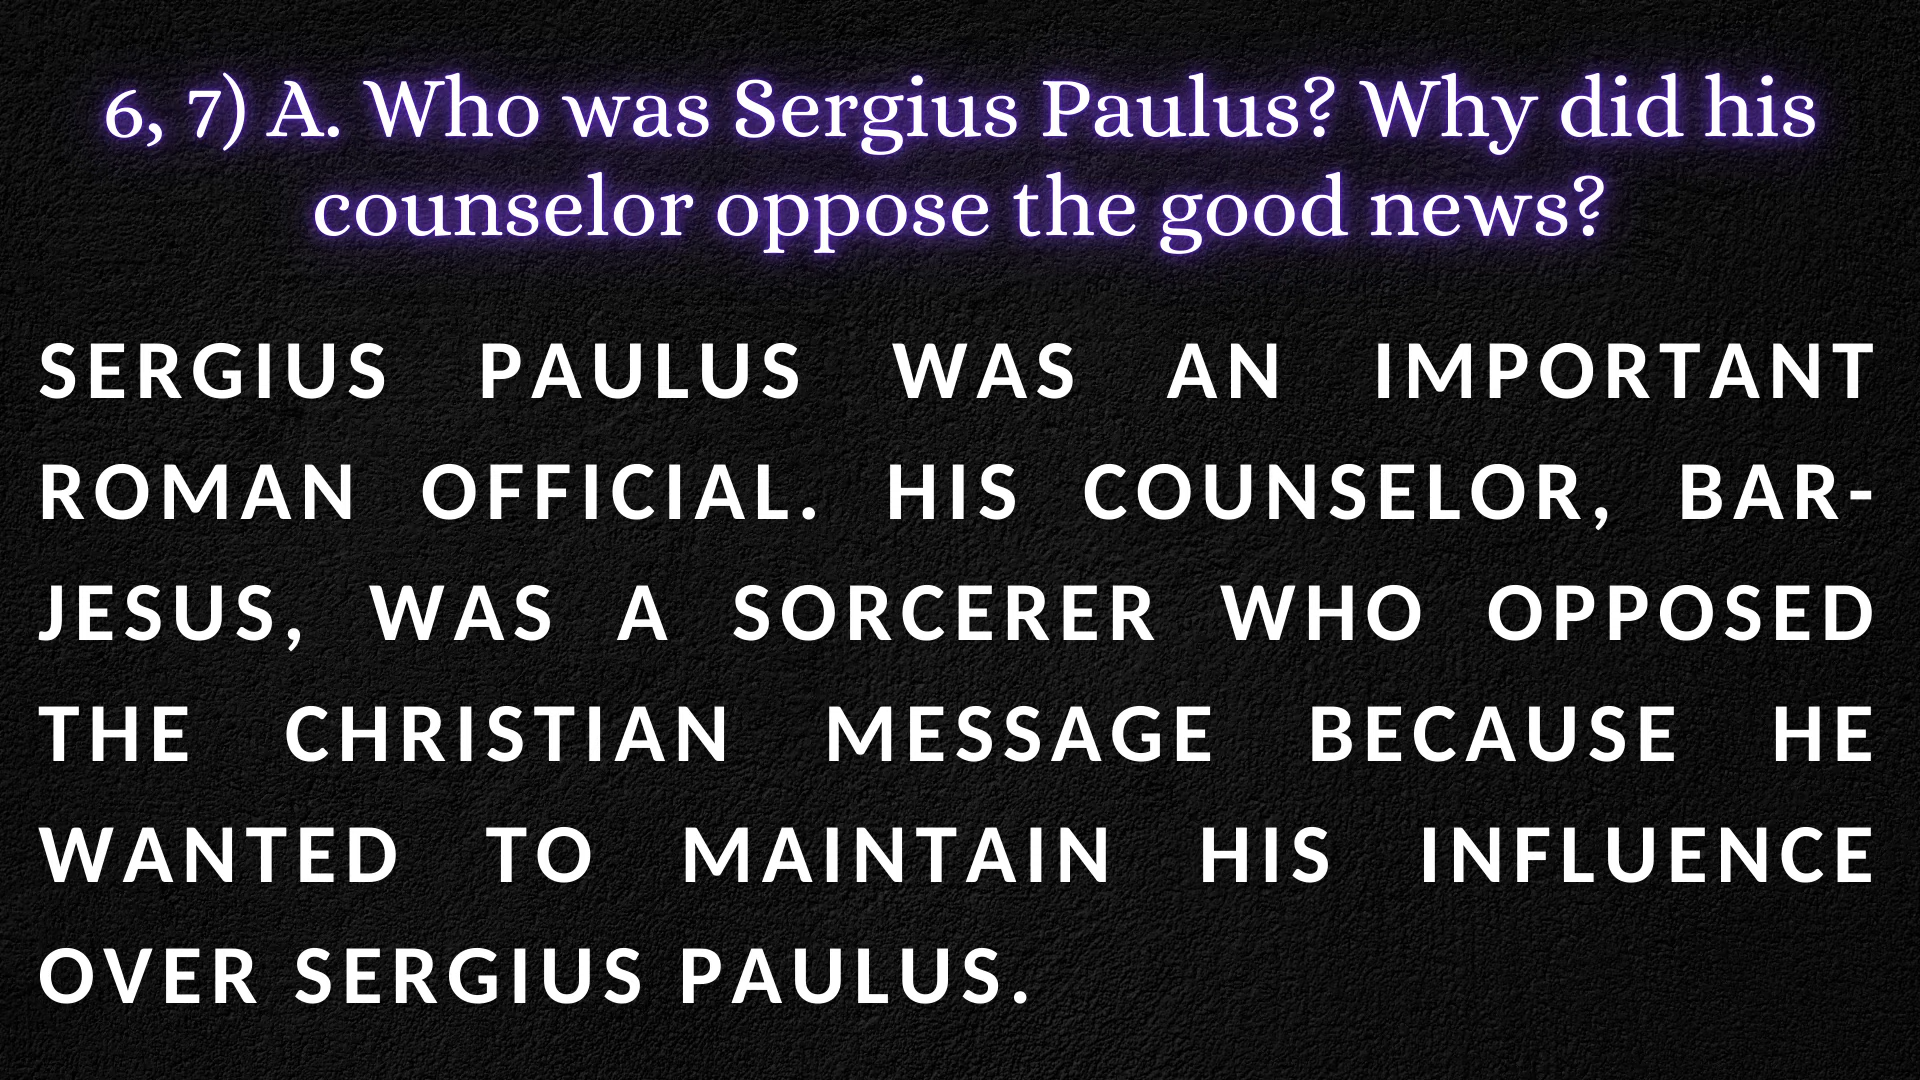 6, 7) A. Who was Sergius Paulus? Why did his
counselor oppose the good news?
SERGIUS PAULUS WAS AN IMPORTANT
ROMAN OFFICIAL. HIS COUNSELOR, BAR-
JESUS, WAS A SORCERER WHO OPPOSED
THE CHRISTIAN MESSAGE BECAUSE HE
WANTED TO MAINTAIN HIS INFLUENCE
OVER SERGIUS PAULUS.